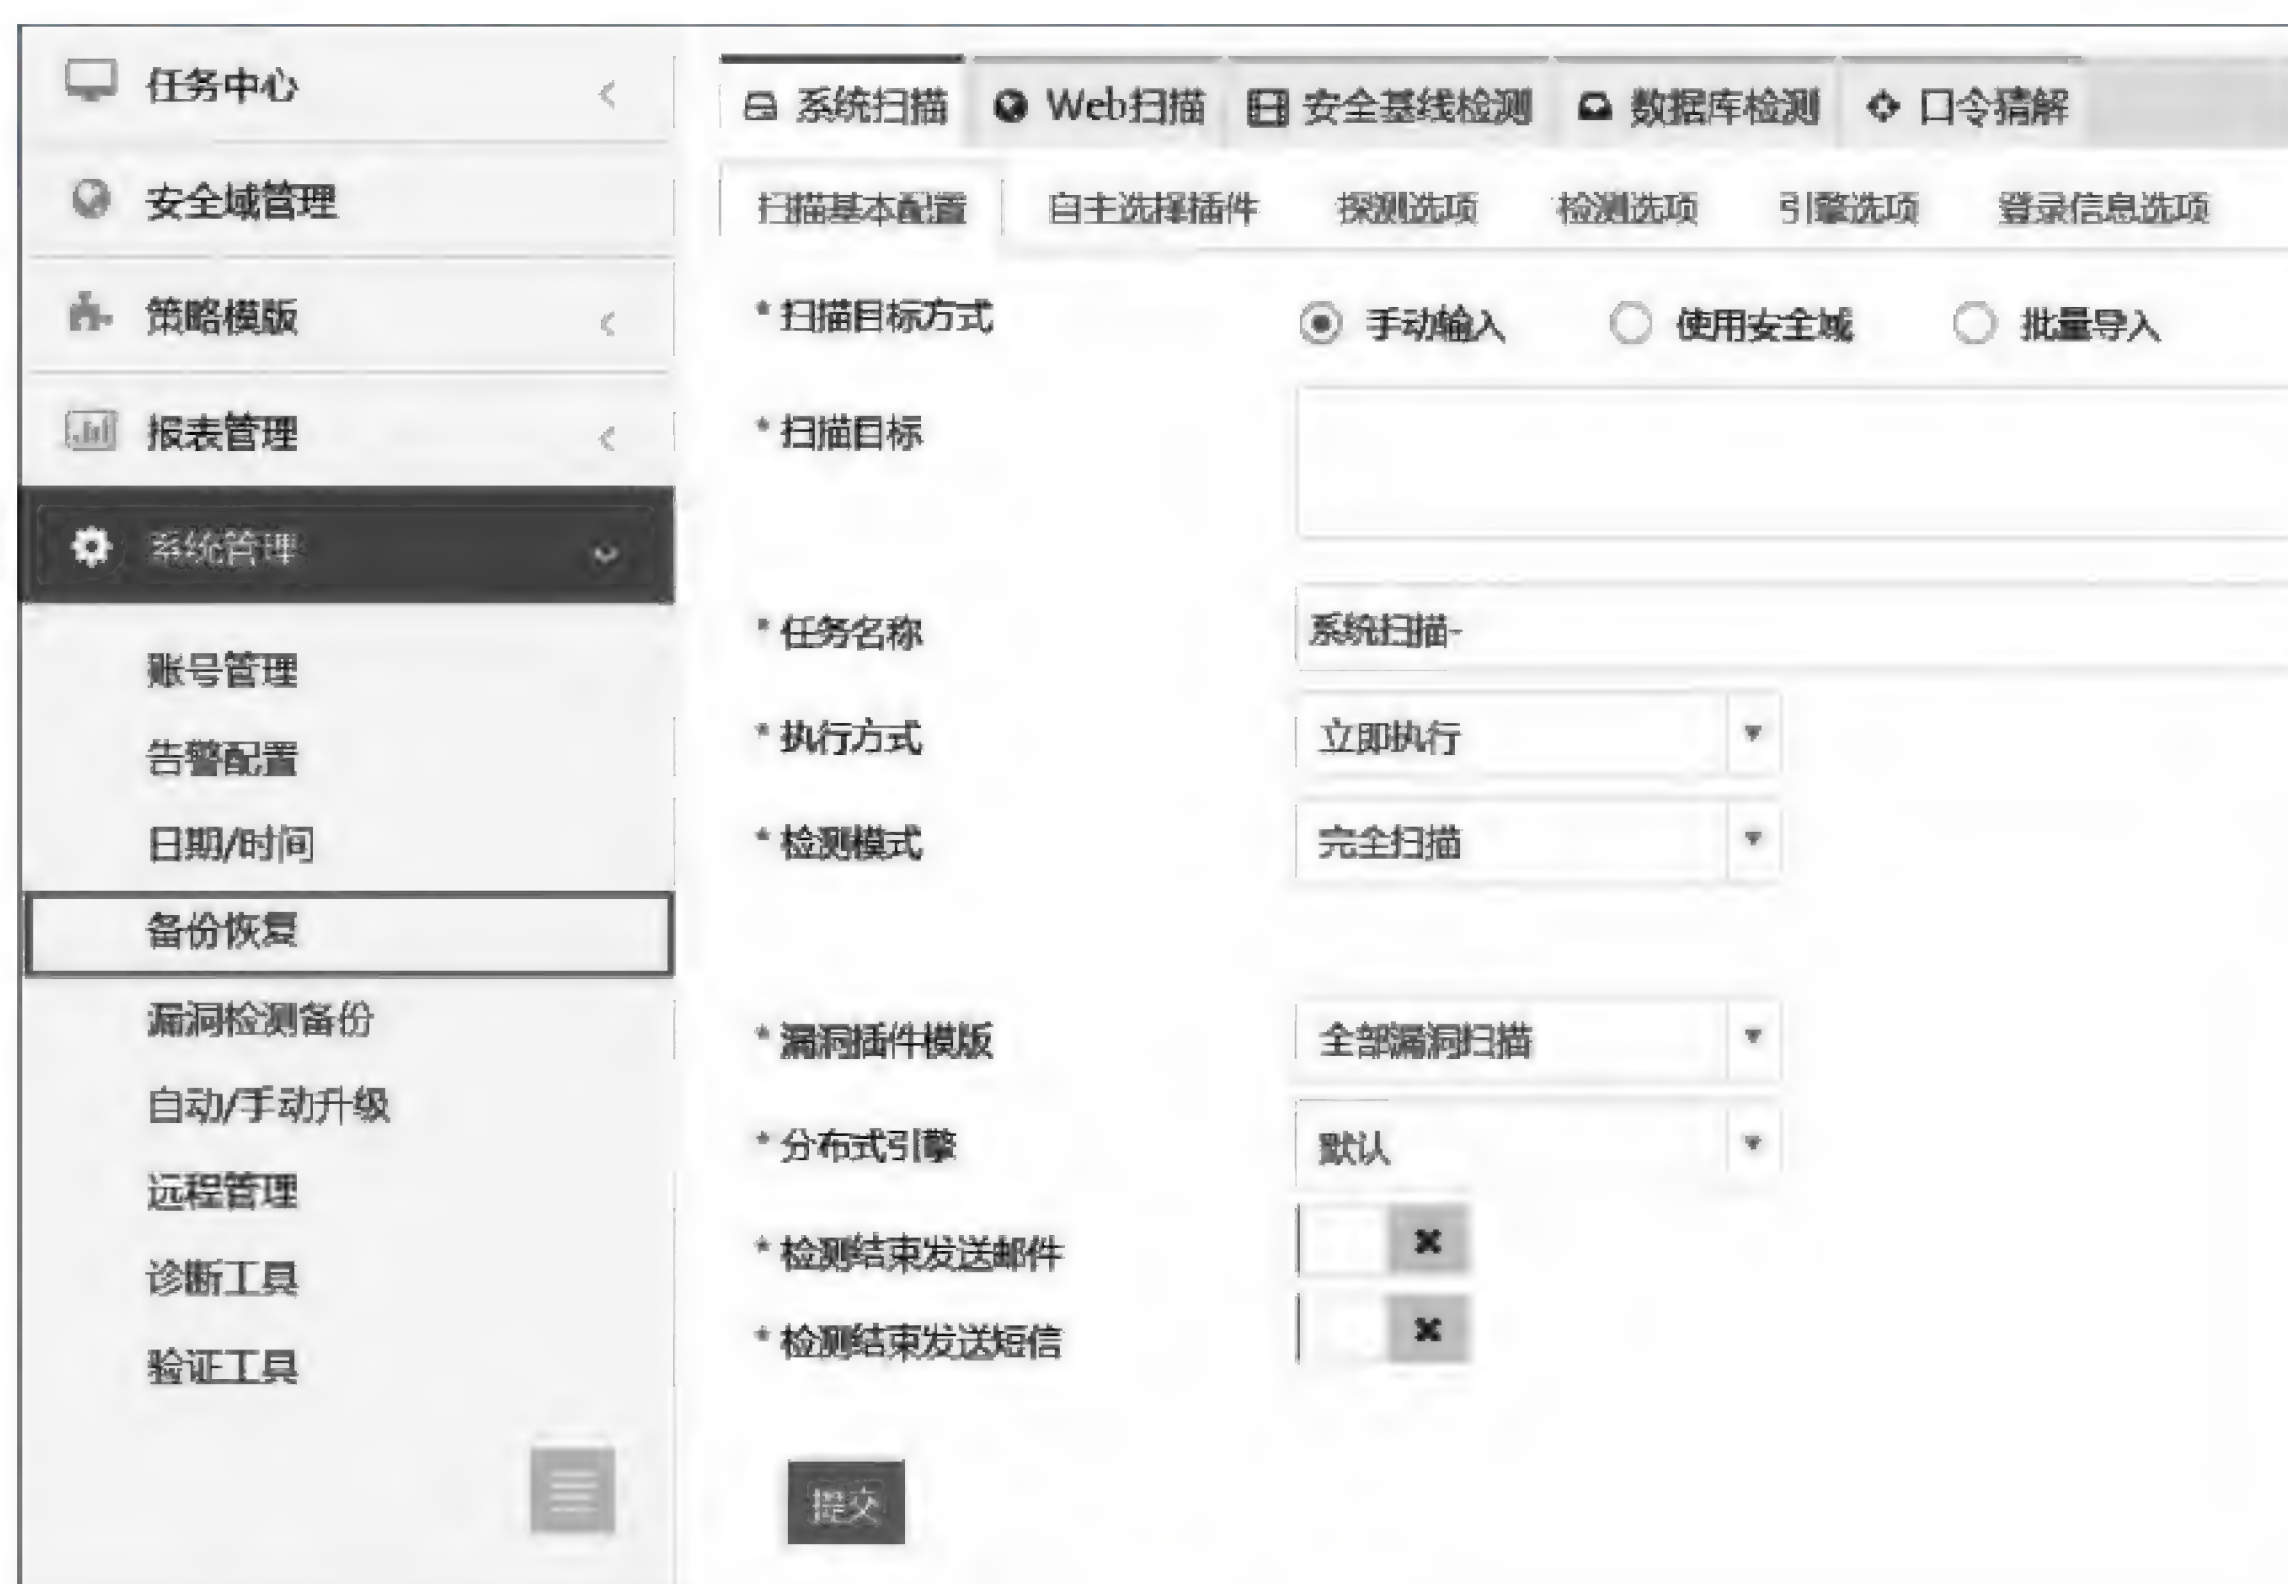 任务中心
安全域管理
策略模版
报表管理
系统管理
账号管理
告警配置
日期/时间
备份恢复
漏洞检测备份
自动/手动升级
远程管理
诊断工具
验证工具
系统扫描 Web扫描 安全基线检测 数据库检测 口令猜解
扫描基本配置 自主选择插件 探测选项 检测选项 引擎选项 登录信息选项
* 扫描目标方式 手动输入 使用安全域 批量导入
* 扫描目标
* 任务名称 系统扫描-
* 执行方式 立即执行
* 检测模式 完全扫描
* 漏洞插件模版 全部漏洞扫描
* 分布式引擎 默认
* 检测结束发送邮件
* 检测结束发送短信
提交